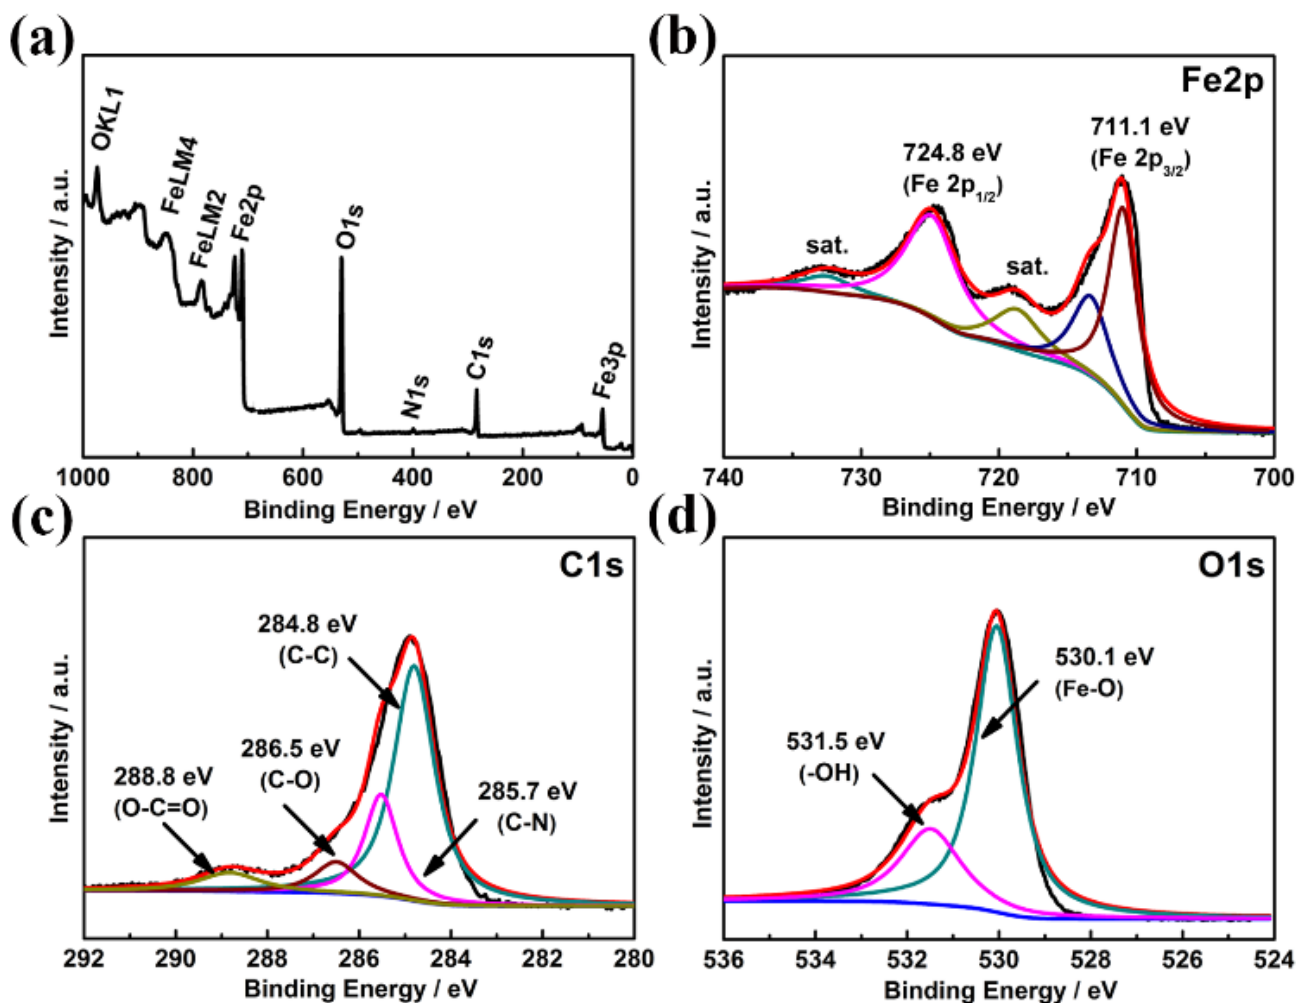 (a)
OKL1
FeLM4
FeLM2
Fe2p
O1s
N1s
C1s
Fe3p
Intensity / a.u.
1000 800 600 400 200 0
Binding Energy / eV
(b)
Fe2p
711.1 eV
(Fe 2p3/2)
724.8 eV
(Fe 2p1/2)
sat.
sat.
Intensity / a.u.
740 730 720 710 700
Binding Energy / eV
(c)
C1s
284.8 eV
(C-C)
286.5 eV
(C-O)
288.8 eV
(O-C=O)
285.7 eV
(C-N)
Intensity / a.u.
292 290 288 286 284 282 280
Binding Energy / eV
(d)
O1s
530.1 eV
(Fe-O)
531.5 eV
(-OH)
Intensity / a.u.
536 534 532 530 528 526 524
Binding Energy / eV